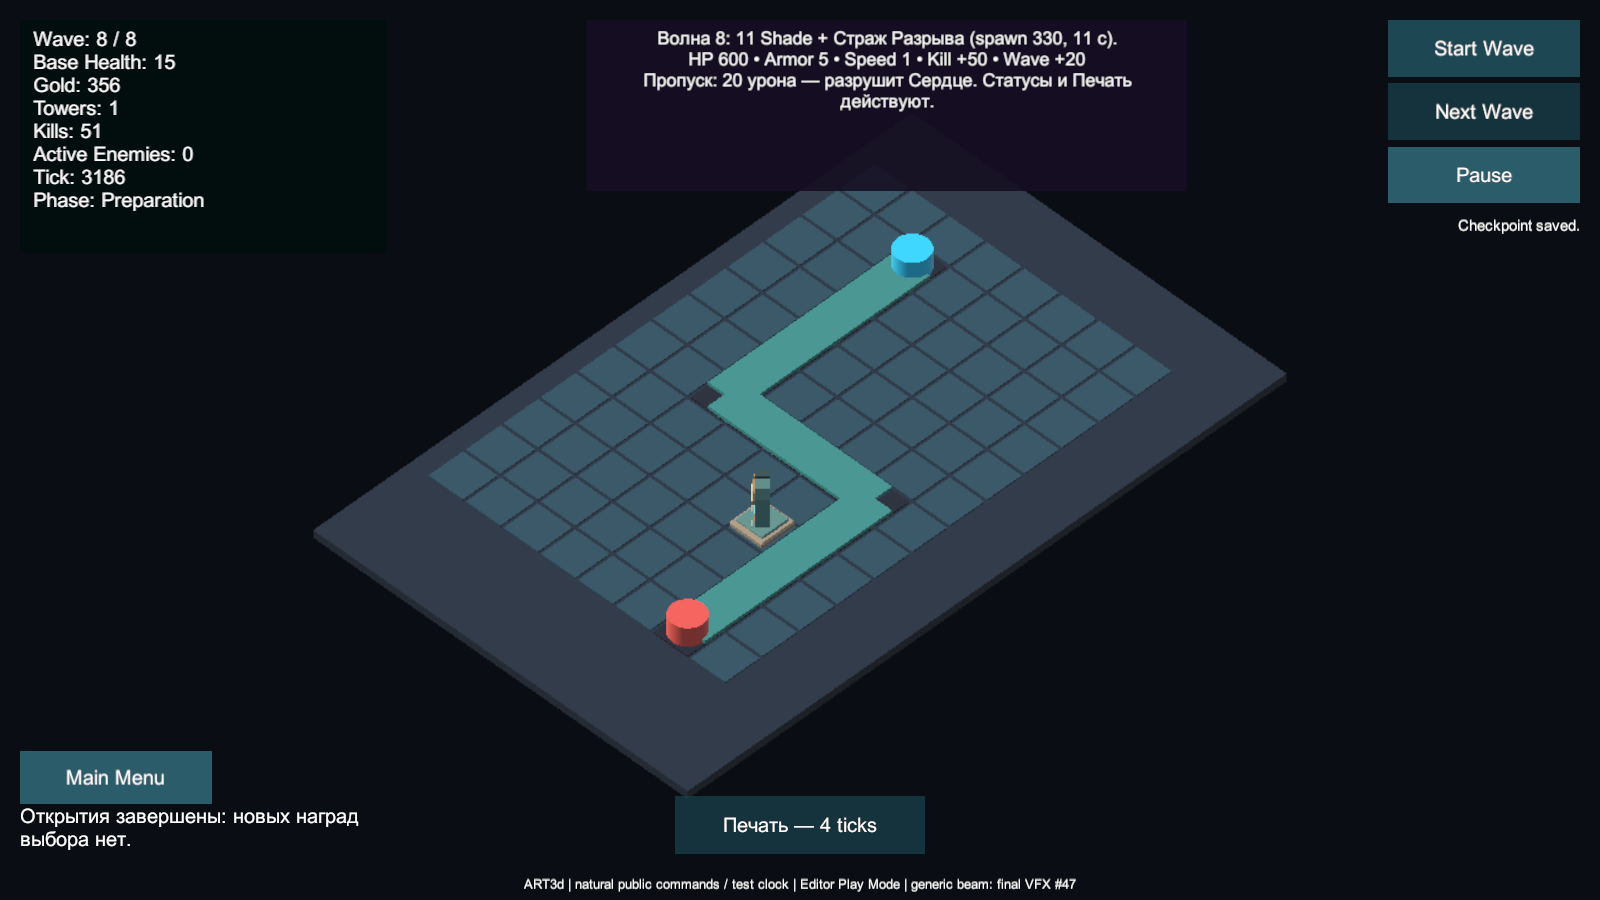 Wave: 8 / 8
Base Health: 15
Gold: 356
Towers: 1
Kills: 51
Active Enemies: 0
Tick: 3186
Phase: Preparation
Волна 8: 11 Shade + Страж Разрыва (spawn 330, 11 с).
HP 600 • Armor 5 • Speed 1 • Kill +50 • Wave +20
Пропуск: 20 урона — разрушит Сердце. Статусы и Печать
действуют.
Start Wave
Next Wave
Pause
Checkpoint saved.
Main Menu
Открытия завершены: новых наград
выбора нет.
Печать — 4 ticks
ART3d | natural public commands / test clock | Editor Play Mode | generic beam: final VFX #47